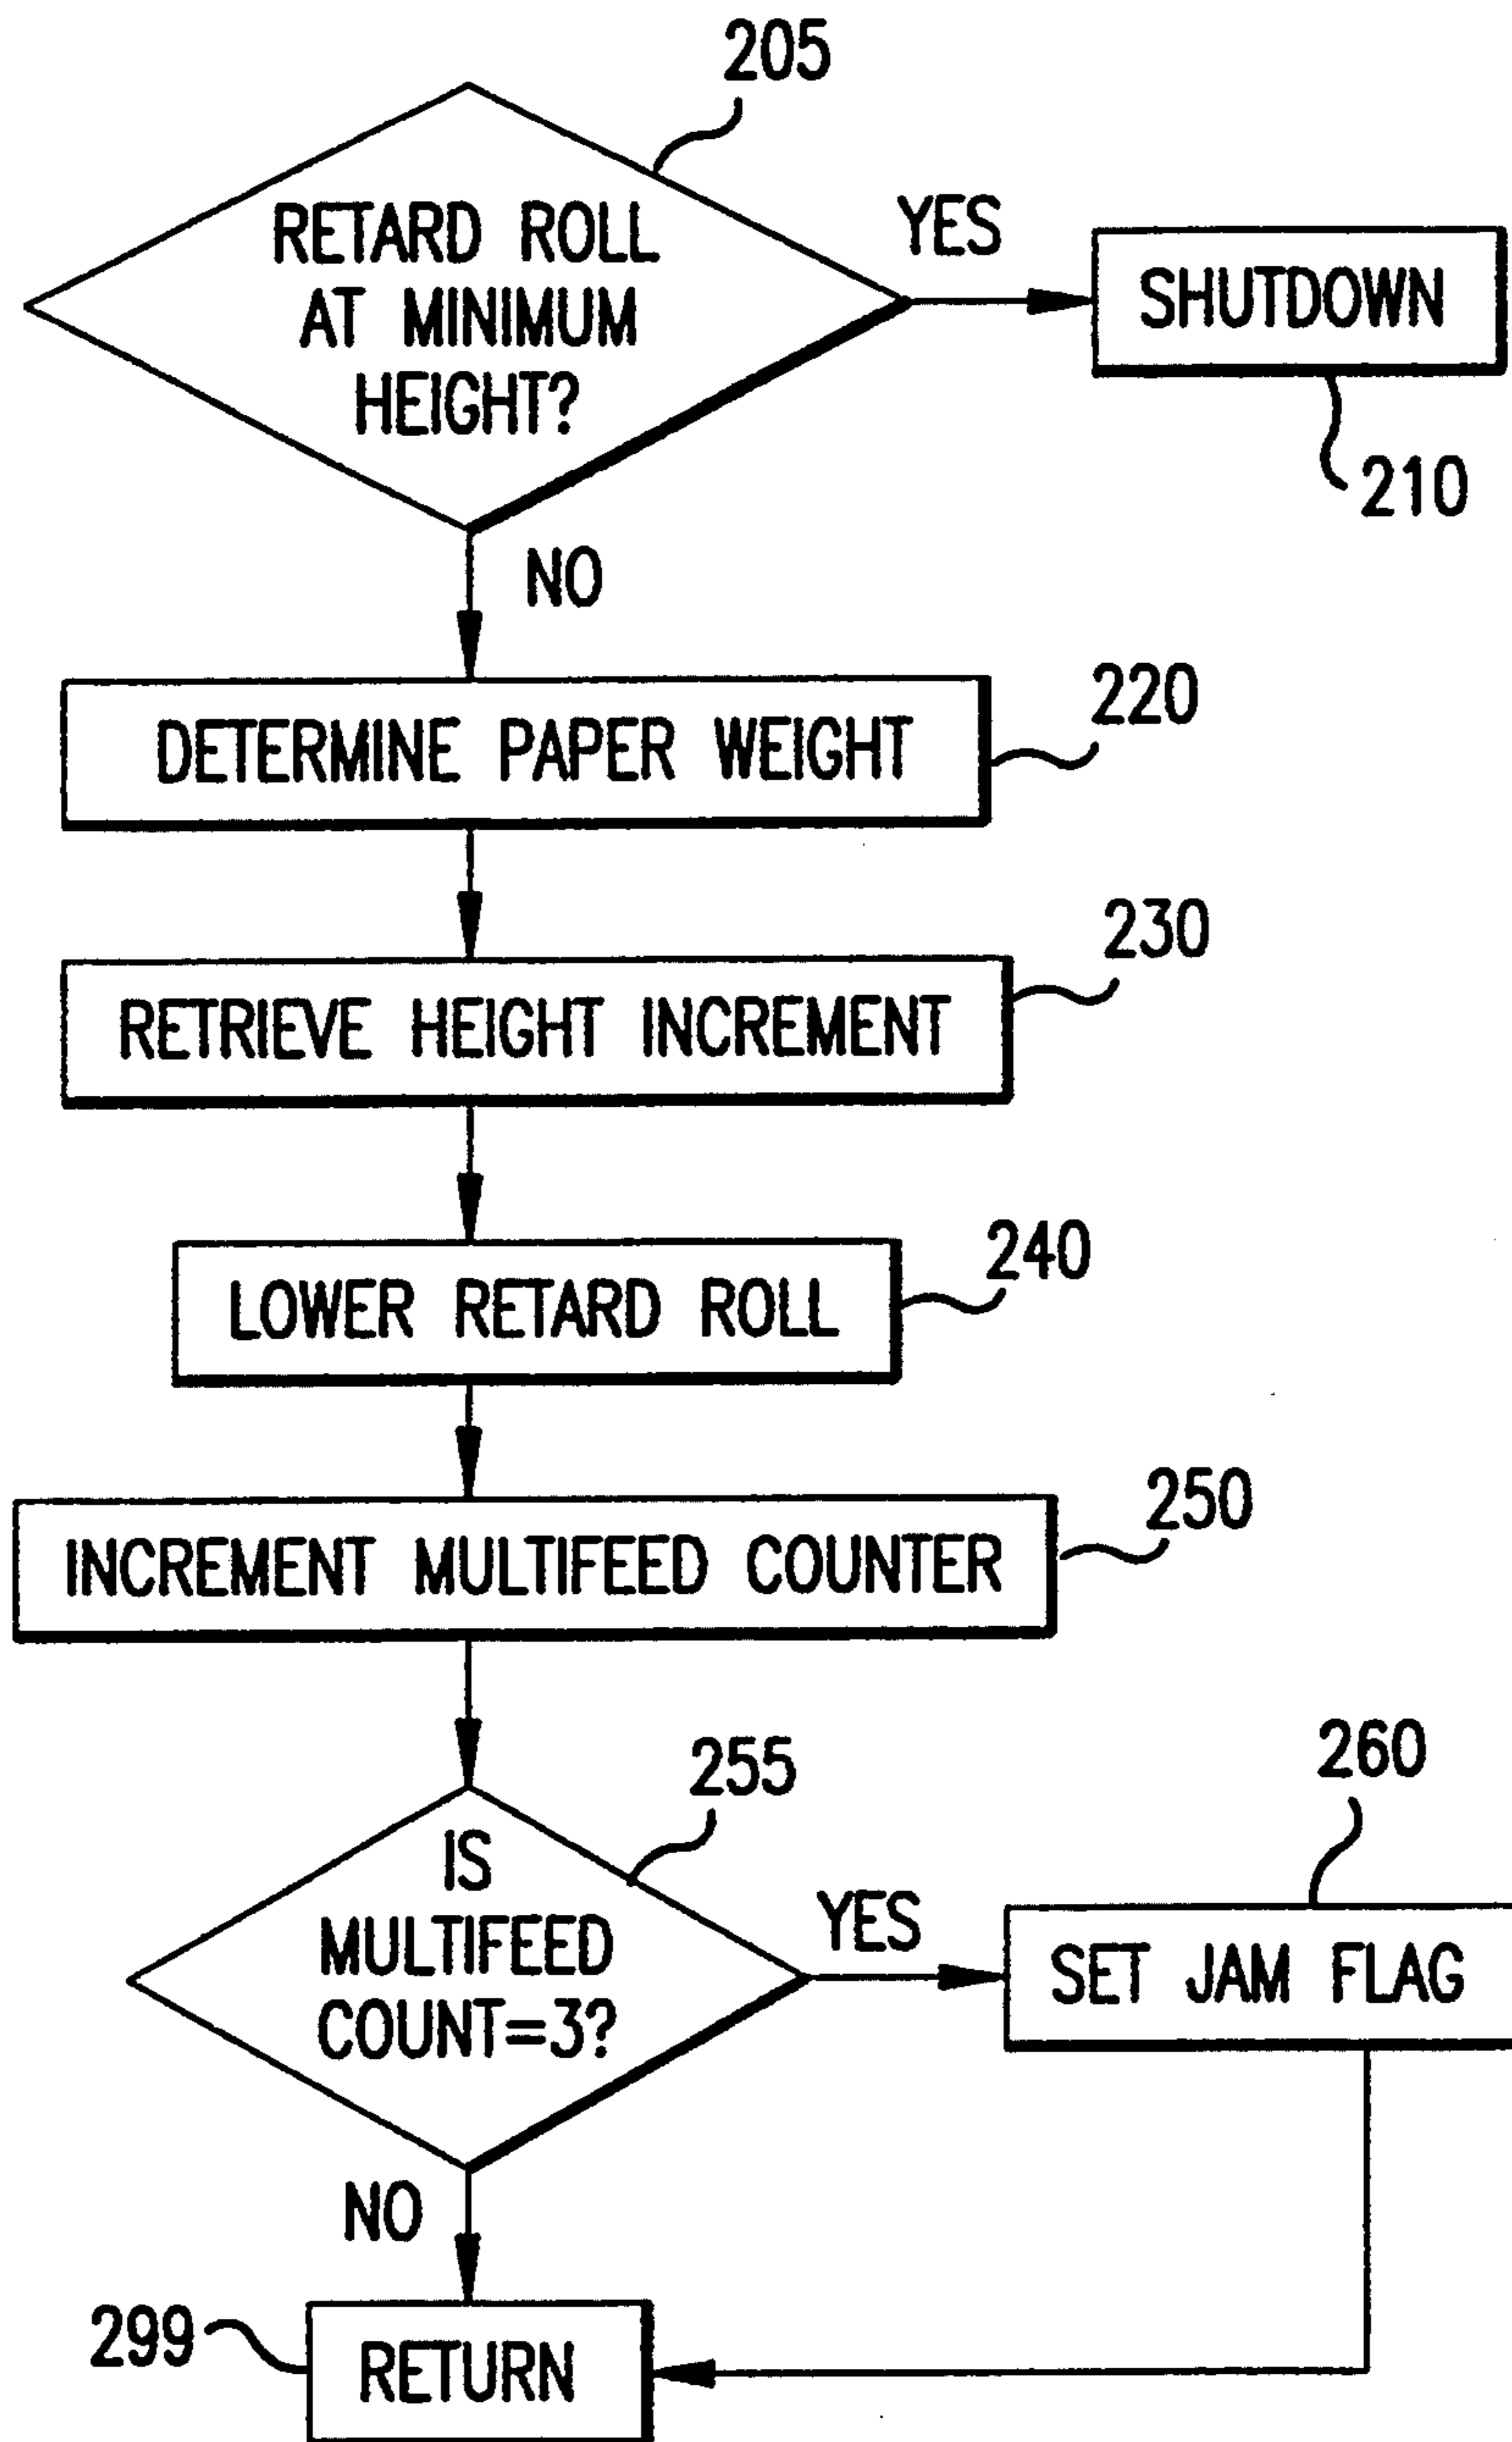 205
RETARD ROLL
AT MINIMUM
HEIGHT?
YES
SHUTDOWN
210
NO
DETERMINE PAPER WEIGHT
220
RETRIEVE HEIGHT INCREMENT
230
LOWER RETARD ROLL
240
INCREMENT MULTIFEED COUNTER
250
255
IS
MULTIFEED
COUNT=3?
YES
260
SET JAM FLAG
NO
299
RETURN